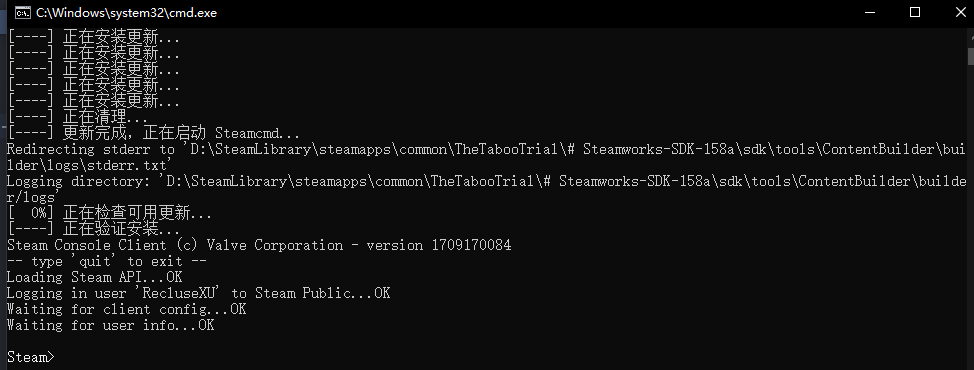 C:\Windows\system32\cmd.exe
[----] 正在安装更新...
[----] 正在安装更新...
[----] 正在安装更新...
[----] 正在安装更新...
[----] 正在安装更新...
[----] 正在清理...
[----] 更新完成，正在启动 Steamcmd...
Redirecting stderr to 'D:\SteamLibrary\steamapps\common\TheTabooTrial\# Steamworks-SDK-158a\sdk\tools\ContentBuilder\bui
lder\logs\stderr.txt'
Logging directory: 'D:\SteamLibrary\steamapps\common\TheTabooTrial\# Steamworks-SDK-158a\sdk\tools\ContentBuilder\builde
r/logs'
[  0%] 正在检查可用更新...
[----] 正在验证安装...
Steam Console Client (c) Valve Corporation - version 1709170084
-- type 'quit' to exit --
Loading Steam API...OK
Logging in user 'RecluseXU' to Steam Public...OK
Waiting for client config...OK
Waiting for user info...OK
Steam>